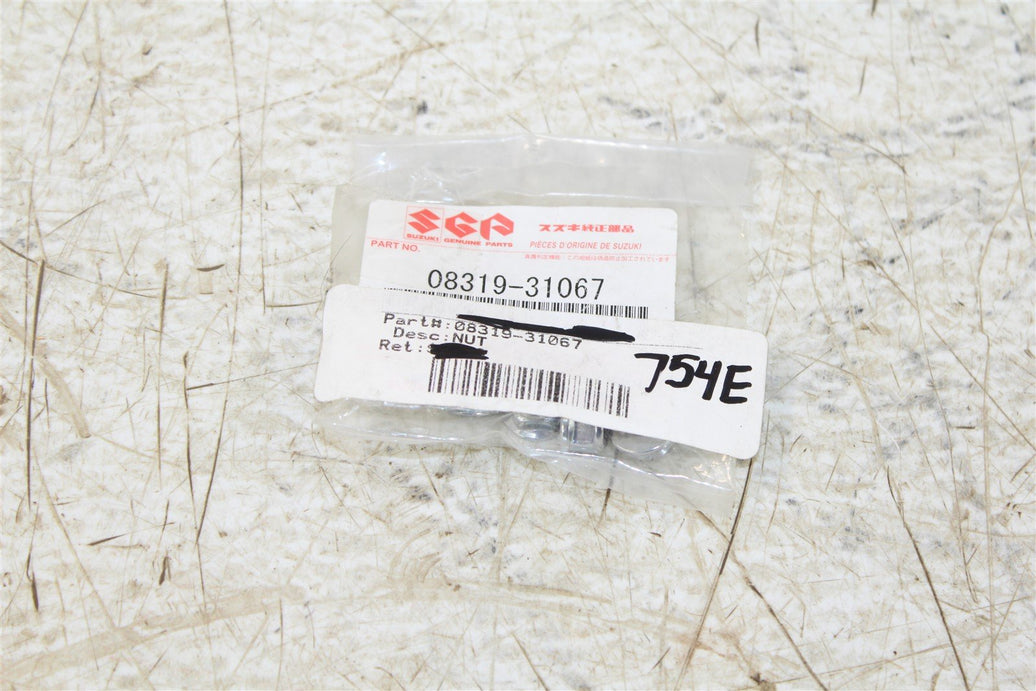 SGP
SUZUKI GENUINE PARTS
スズキ純正部品
PIÈCES D'ORIGINE DE SUZUKI
PART NO.
08319-31067
Part#:08319-31067
Desc:NUT
Ret:
754E